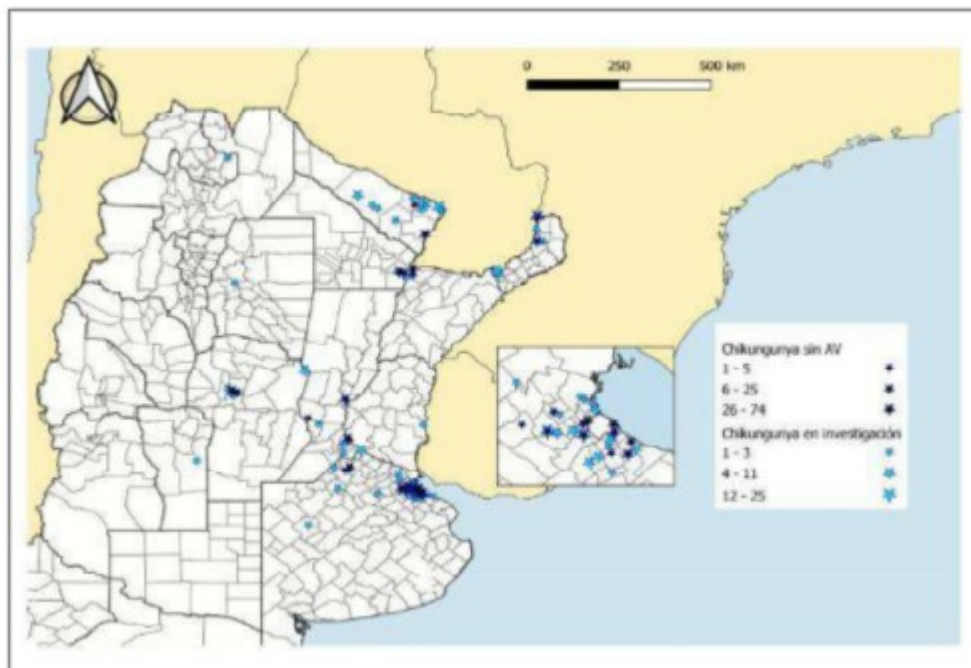 0 250 500 km
Chikungunya sin AV
1 - 5
6 - 25
26 - 74
Chikungunya en investigación
1 - 3
4 - 11
12 - 25